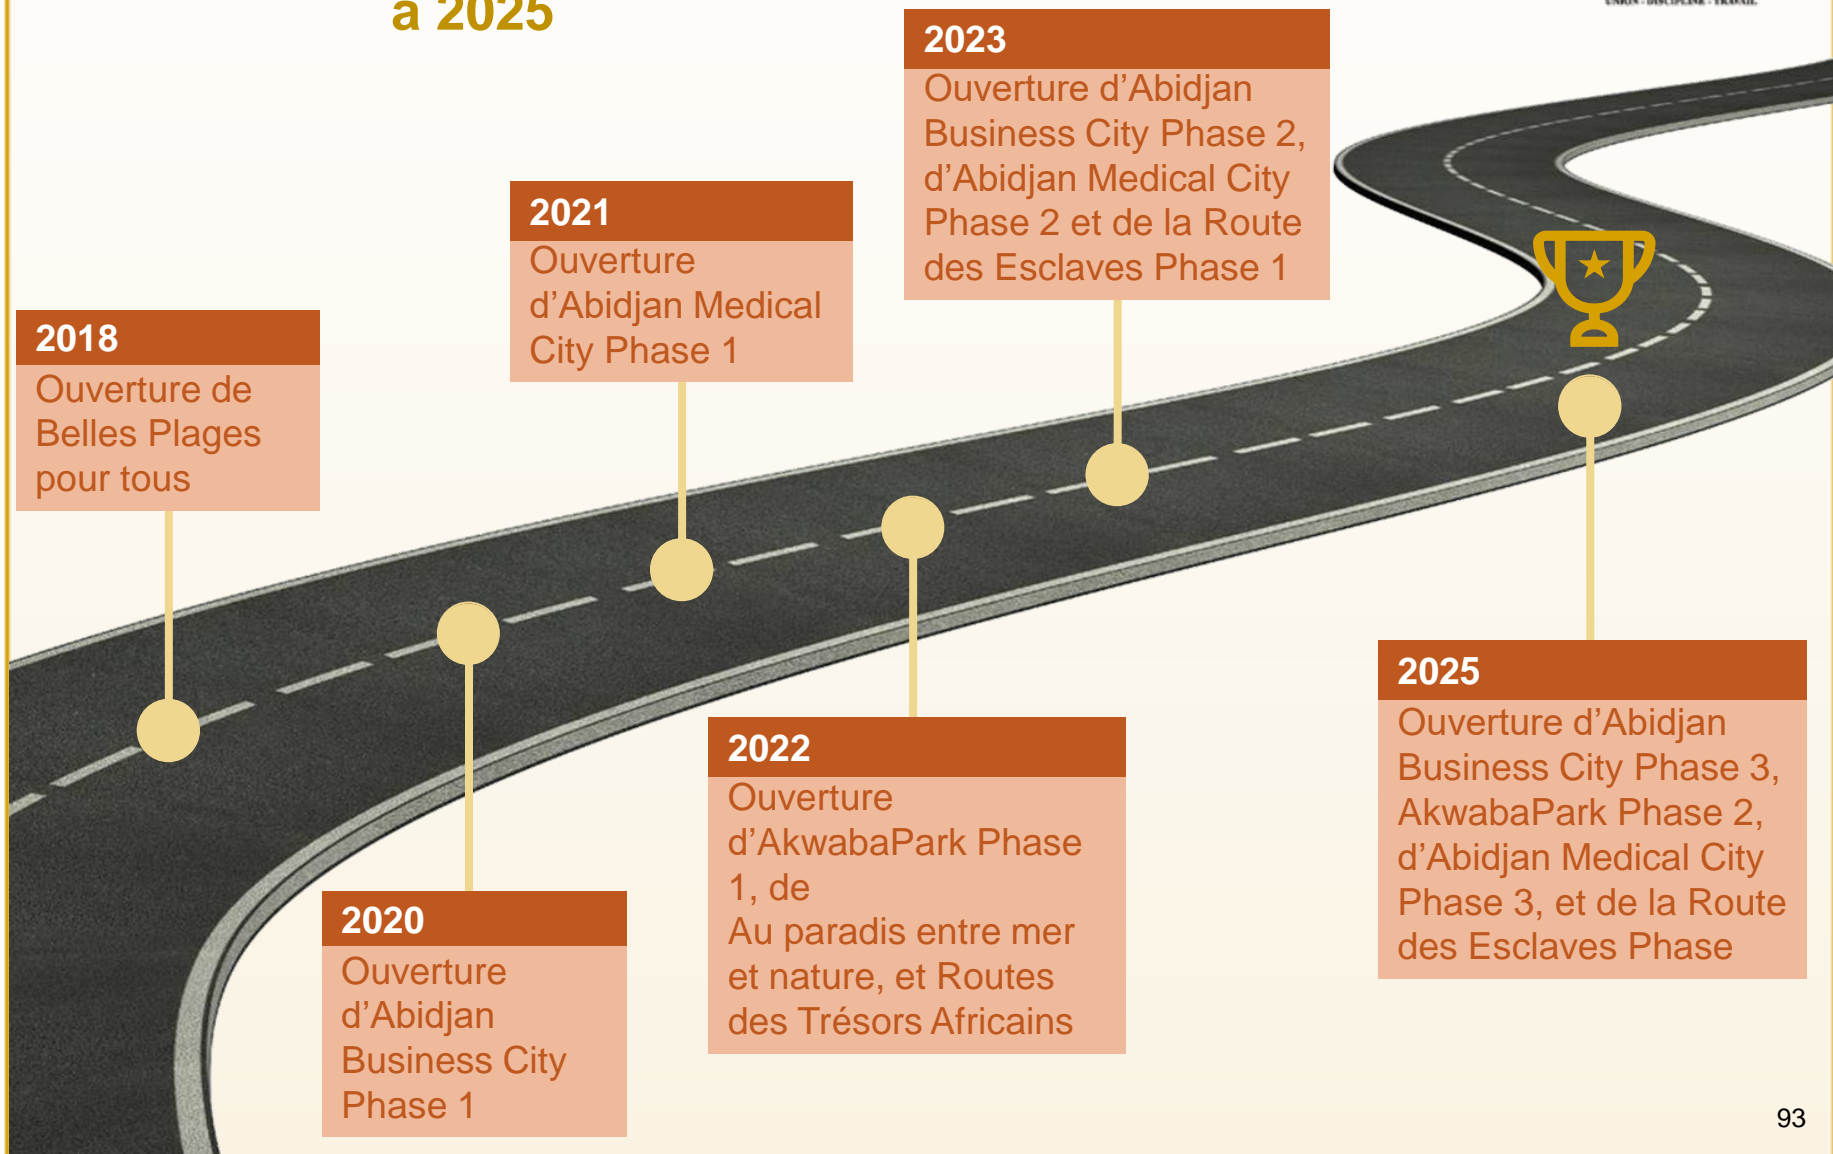 à 2025
UNION - DISCIPLINE - TRAVAIL
2023
Ouverture d’Abidjan
Business City Phase 2,
d’Abidjan Medical City
Phase 2 et de la Route
des Esclaves Phase 1
2021
Ouverture
d’Abidjan Medical
City Phase 1
2018
Ouverture de
Belles Plages
pour tous
2025
Ouverture d’Abidjan
Business City Phase 3,
AkwabaPark Phase 2,
d’Abidjan Medical City
Phase 3, et de la Route
des Esclaves Phase
2022
Ouverture
d’AkwabaPark Phase
1, de
Au paradis entre mer
et nature, et Routes
des Trésors Africains
2020
Ouverture
d’Abidjan
Business City
Phase 1
93